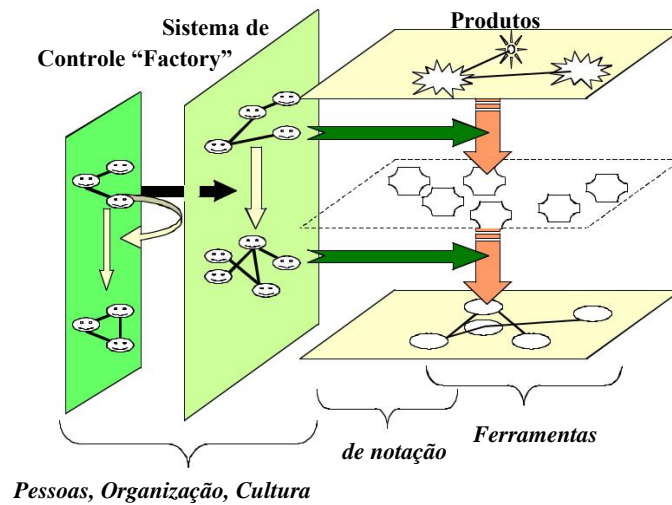 Sistema de
Controle “Factory”
Produtos
de notação
Ferramentas
Pessoas, Organização, Cultura